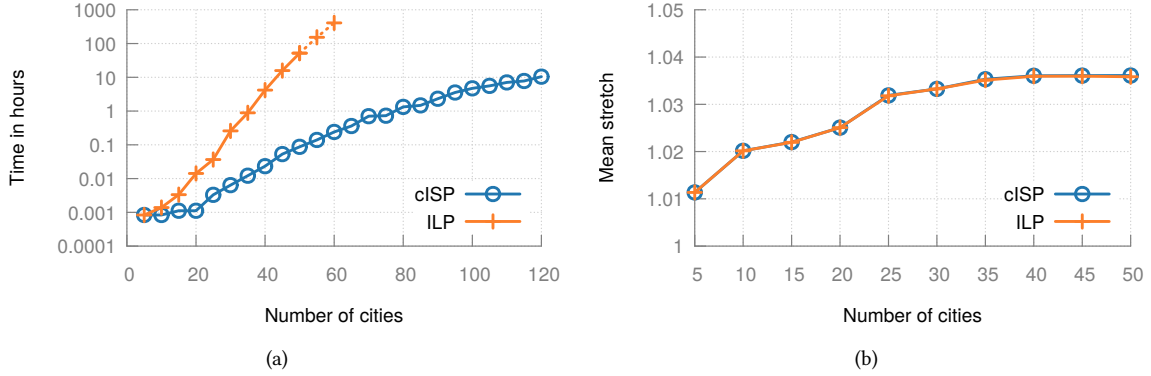 1000
100
10
1
0.1
0.01
0.001
0.0001
Time in hours
cISP
ILP
0 20 40 60 80 100 120
Number of cities
(a)
1.05
1.04
1.03
1.02
1.01
1
Mean stretch
cISP
ILP
5 10 15 20 25 30 35 40 45 50
Number of cities
(b)